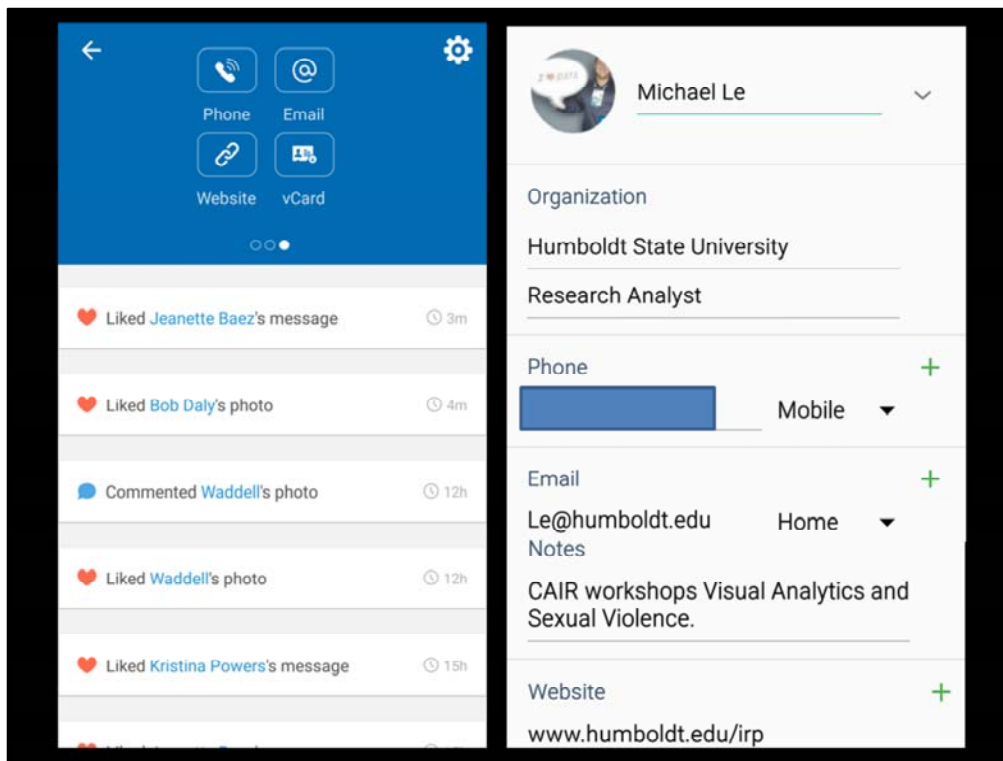 Phone Email
Website vCard
Liked Jeanette Baez's message 3m
Liked Bob Daly's photo 4m
Commented Waddell's photo 12h
Liked Waddell's photo 12h
Liked Kristina Powers's message 15h
Michael Le
Organization
Humboldt State University
Research Analyst
Phone
Mobile
Email
Le@humboldt.edu Home
Notes
CAIR workshops Visual Analytics and
Sexual Violence.
Website
www.humboldt.edu/irp